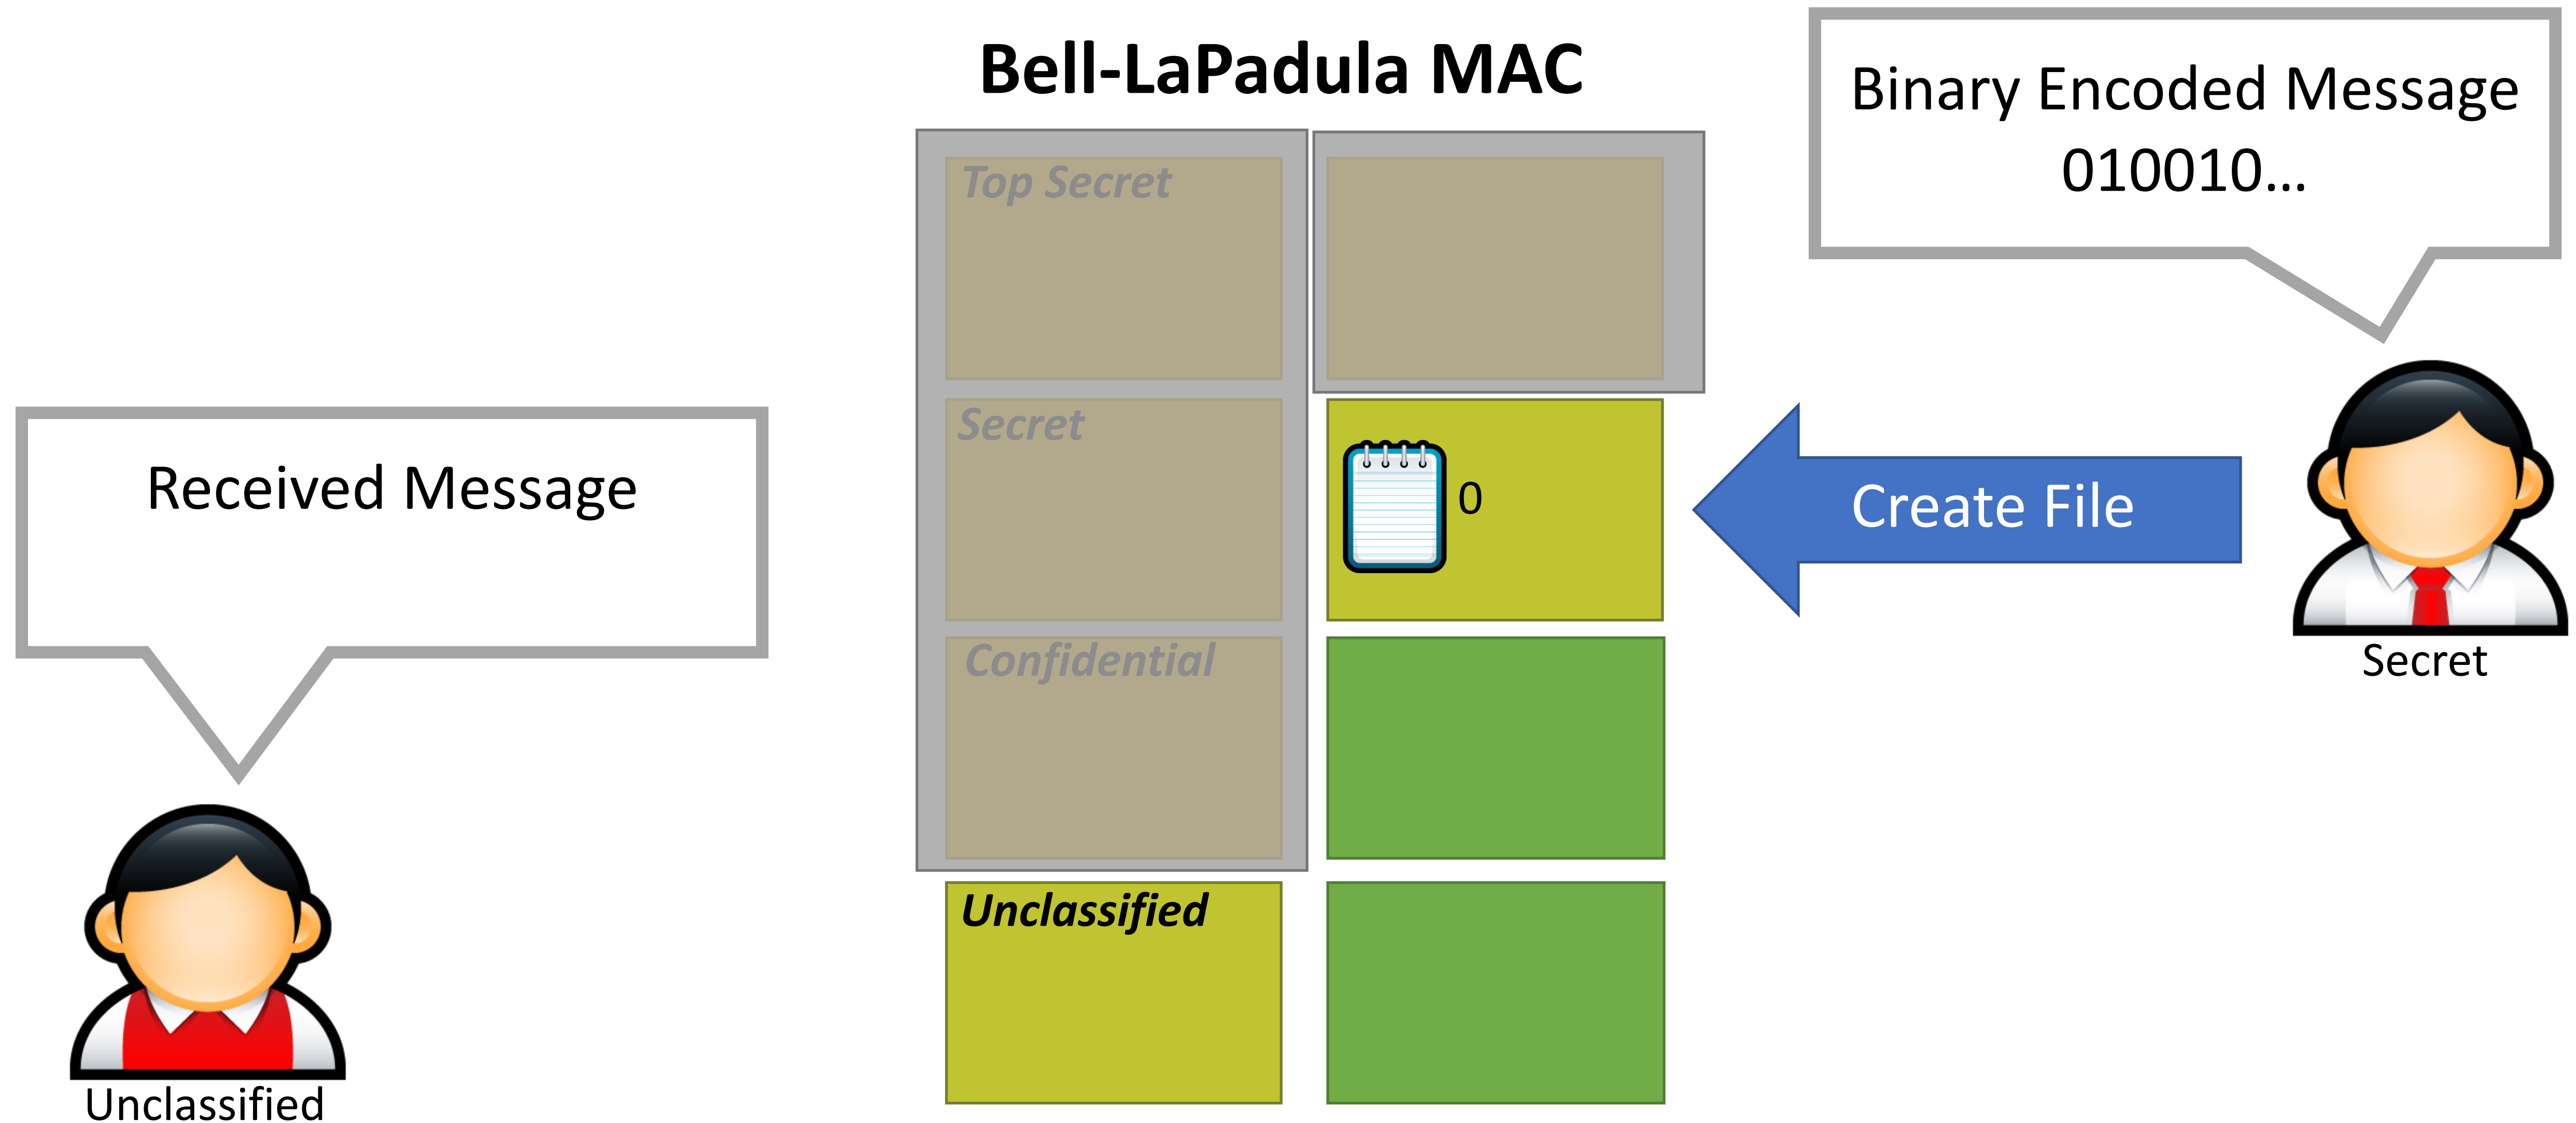 Bell-LaPadula MAC
Binary Encoded Message
010010...
Top Secret
Secret
Received Message
0
Create File
Secret
Confidential
Unclassified
Unclassified